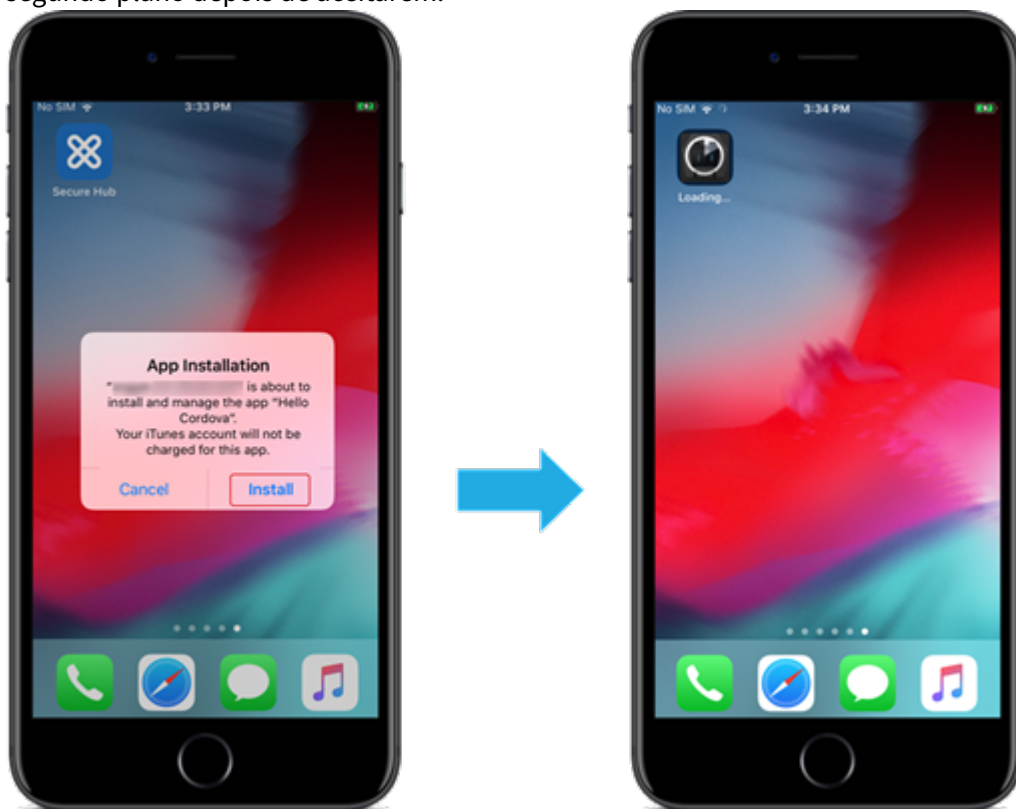 segundo plano depois de aceitarem.
No SIM 3:33 PM
Secure Hub
App Installation
" is about to
install and manage the app "Hello
Cordova".
Your iTunes account will not be
charged for this app.
Cancel Install
No SIM 3:34 PM
Loading...